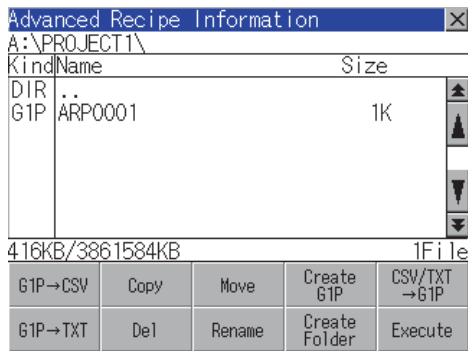 Advanced Recipe Information
A:\PROJECT1\
Kind Name Size
DIR ..
G1P ARP0001 1K
416KB/3861584KB 1File
G1P→CSV Copy Move Create G1P CSV/TXT→G1P
G1P→TXT Del Rename Create Folder Execute